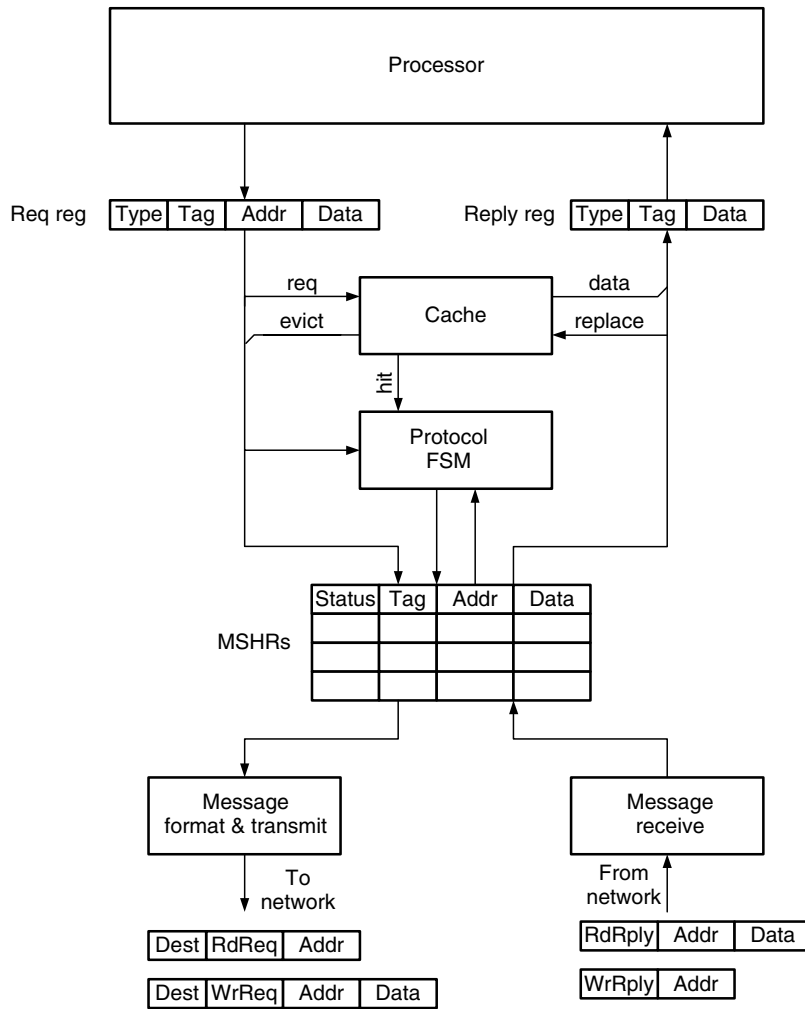 Processor
Req reg Type Tag Addr Data
Reply reg Type Tag Data
req
data
Cache
evict
replace
hit
Protocol
FSM
Status Tag Addr Data
MSHRs
Message
format & transmit
Message
receive
To
network
From
network
Dest RdReq Addr
RdRply Addr Data
Dest WrReq Addr Data
WrRply Addr